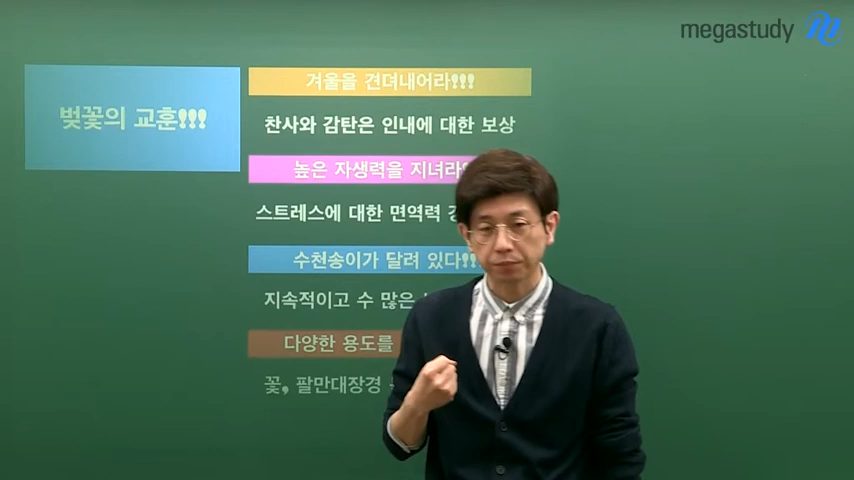 megastudy
벚꽃의 교훈!!!
겨울을 견뎌내어라!!!
찬사와 감탄은 인내에 대한 보상
높은 자생력을 지녀라
스트레스에 대한 면역력
수천송이가 달려 있다!!!
지속적이고 수 많은
다양한 용도를
꽃, 팔만대장경